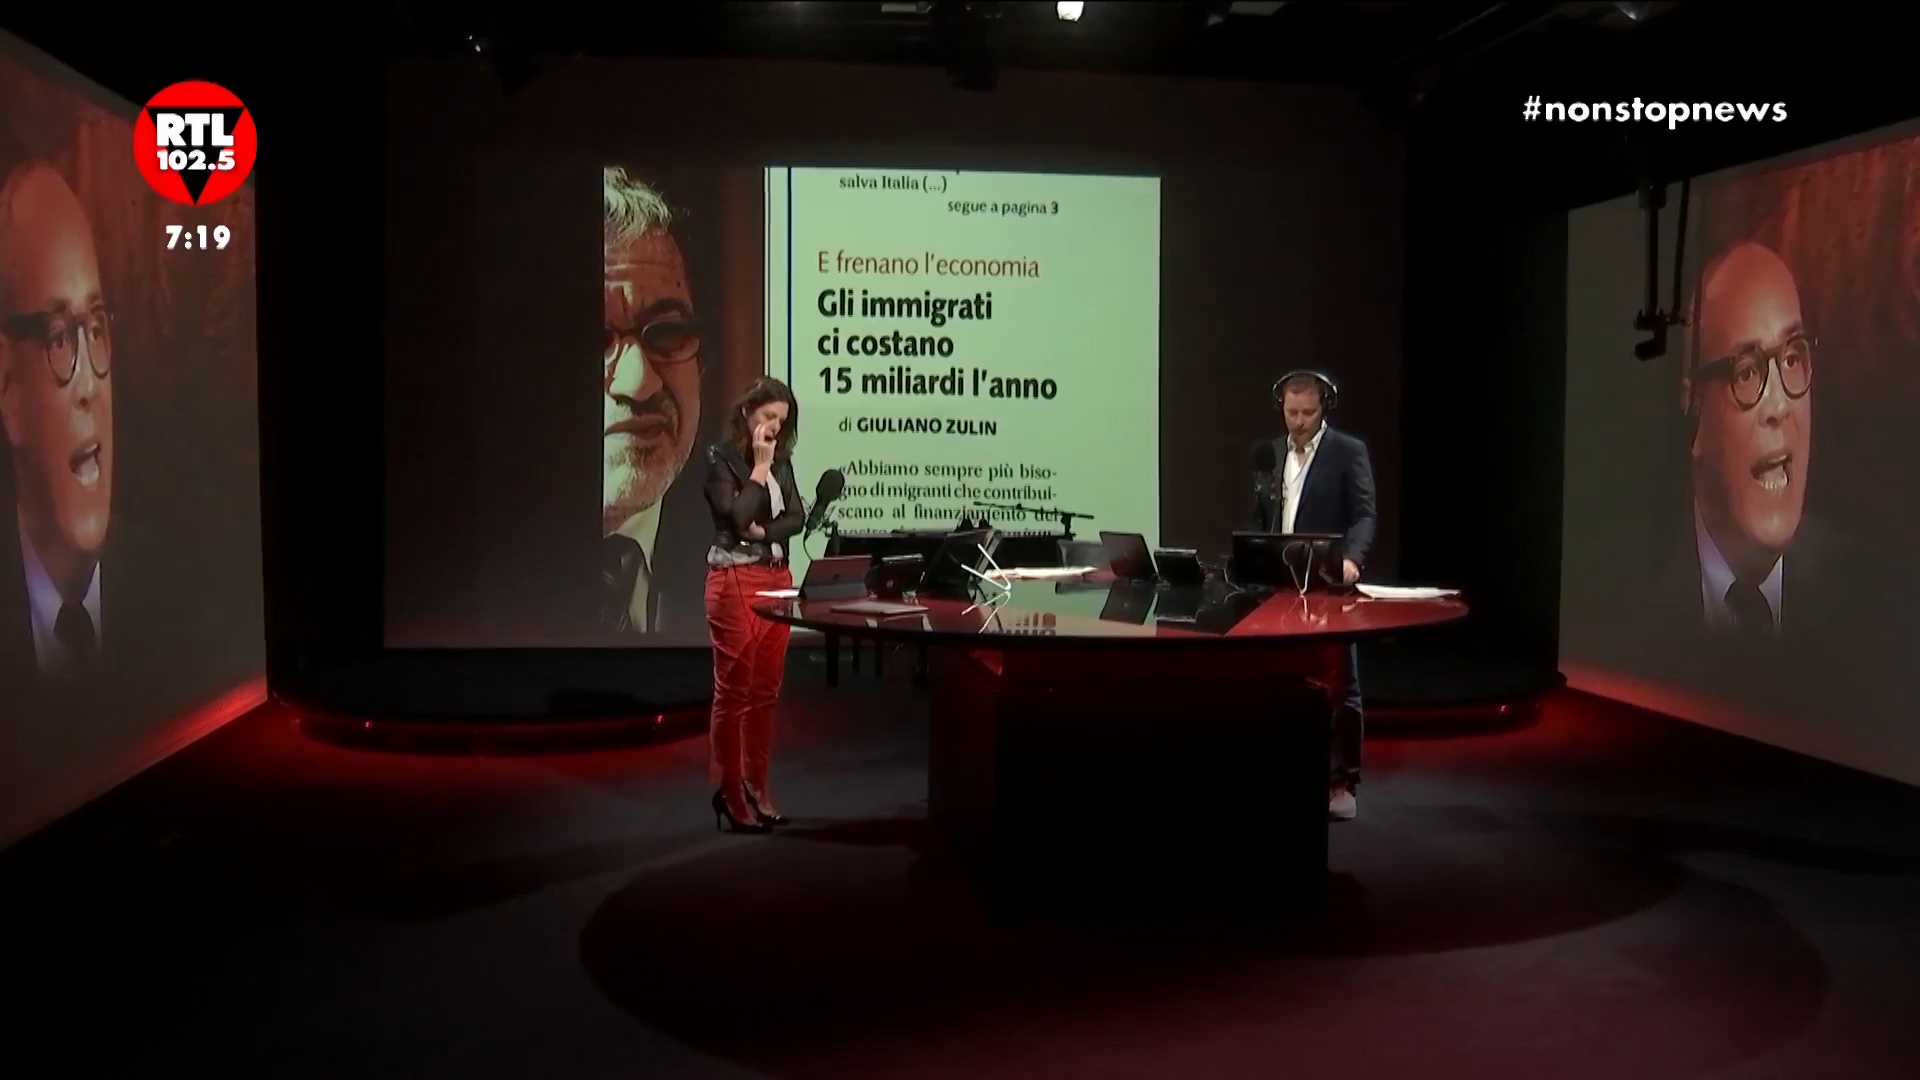 RTL
102.5
7:19
#nonstopnews
salva Italia (...)
segue a pagina 3
E frenano l'economia
Gli immigrati
ci costano
15 miliardi l'anno
di GIULIANO ZULIN
«Abbiamo sempre più biso-
gno di migranti che contribui-
scano al finanziamento del